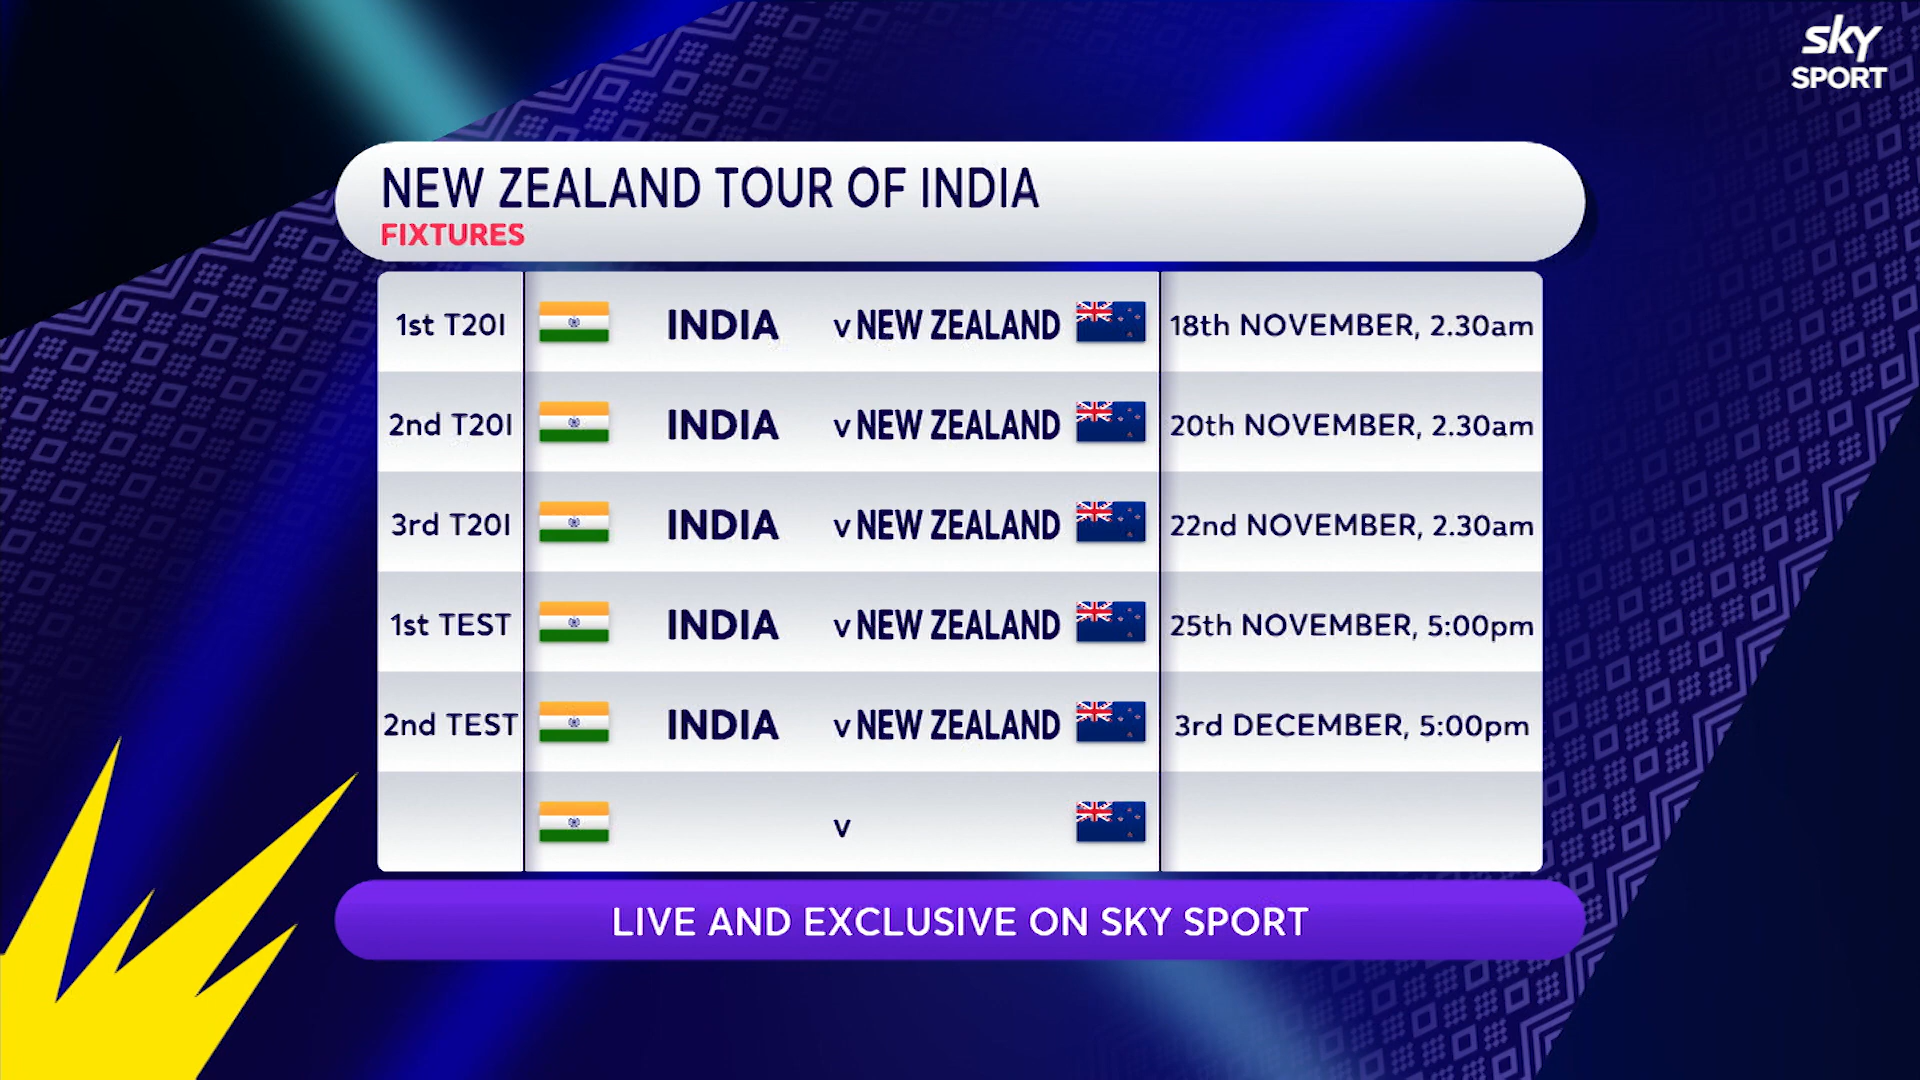 sky
SPORT
NEW ZEALAND TOUR OF INDIA
FIXTURES
1st T20I INDIA v NEW ZEALAND 18th NOVEMBER, 2.30am
2nd T20I INDIA v NEW ZEALAND 20th NOVEMBER, 2.30am
3rd T20I INDIA v NEW ZEALAND 22nd NOVEMBER, 2.30am
1st TEST INDIA v NEW ZEALAND 25th NOVEMBER, 5:00pm
2nd TEST INDIA v NEW ZEALAND 3rd DECEMBER, 5:00pm
v
LIVE AND EXCLUSIVE ON SKY SPORT